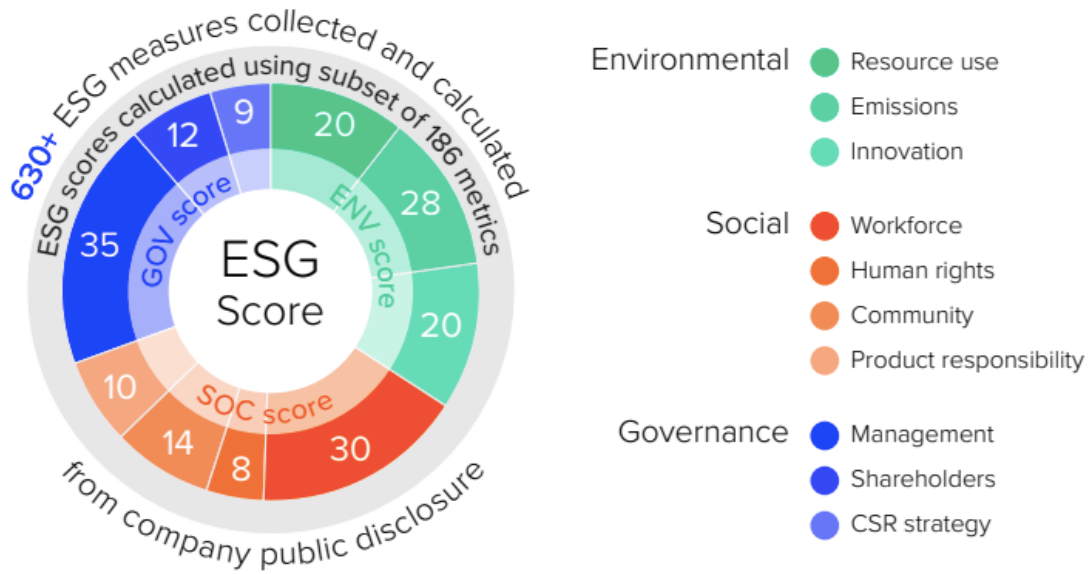 630+ ESG measures collected and calculated
ESG scores calculated using subset of 186 metrics
9
20
12
28
35
20
10
14
8
30
GOV score
ENV score
SOC score
ESG
Score
from company public disclosure
Environmental
Resource use
Emissions
Innovation
Social
Workforce
Human rights
Community
Product responsibility
Governance
Management
Shareholders
CSR strategy